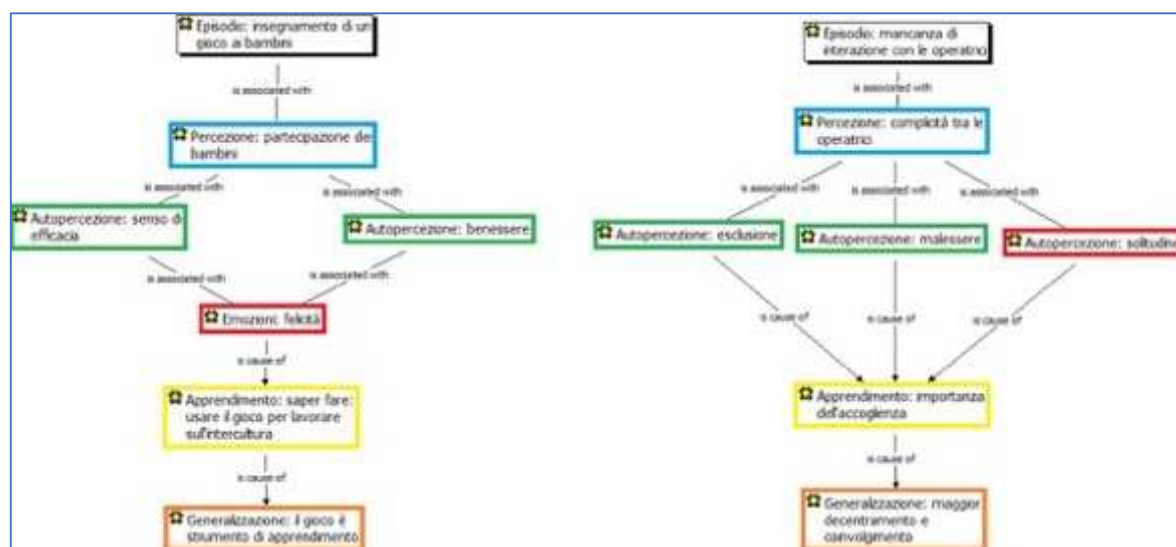 Episodio: insegnamento di un
gioco ai bambini
is associated with
Percezione: partecipazione dei
bambini
is associated with
is associated with
Autopercezione: senso di
efficacia
Autopercezione: benessere
is associated with
is associated with
Emozioni: felicità
is cause of
Apprendimento: saper fare:
usare il gioco per lavorare
sull'intercultura
is cause of
Generalizzazione: il gioco è
strumento di apprendimento
Episodio: mancanza di
interazione con le operatrici
is associated with
Percezione: complicità tra le
operatrici
is associated with
is associated with
is associated with
Autopercezione: esclusione
Autopercezione: malessere
Autopercezione: solitudine
is cause of
is cause of
is cause of
Apprendimento: importanza
dell'accoglienza
is cause of
Generalizzazione: maggior
decentramento e
coinvolgimento